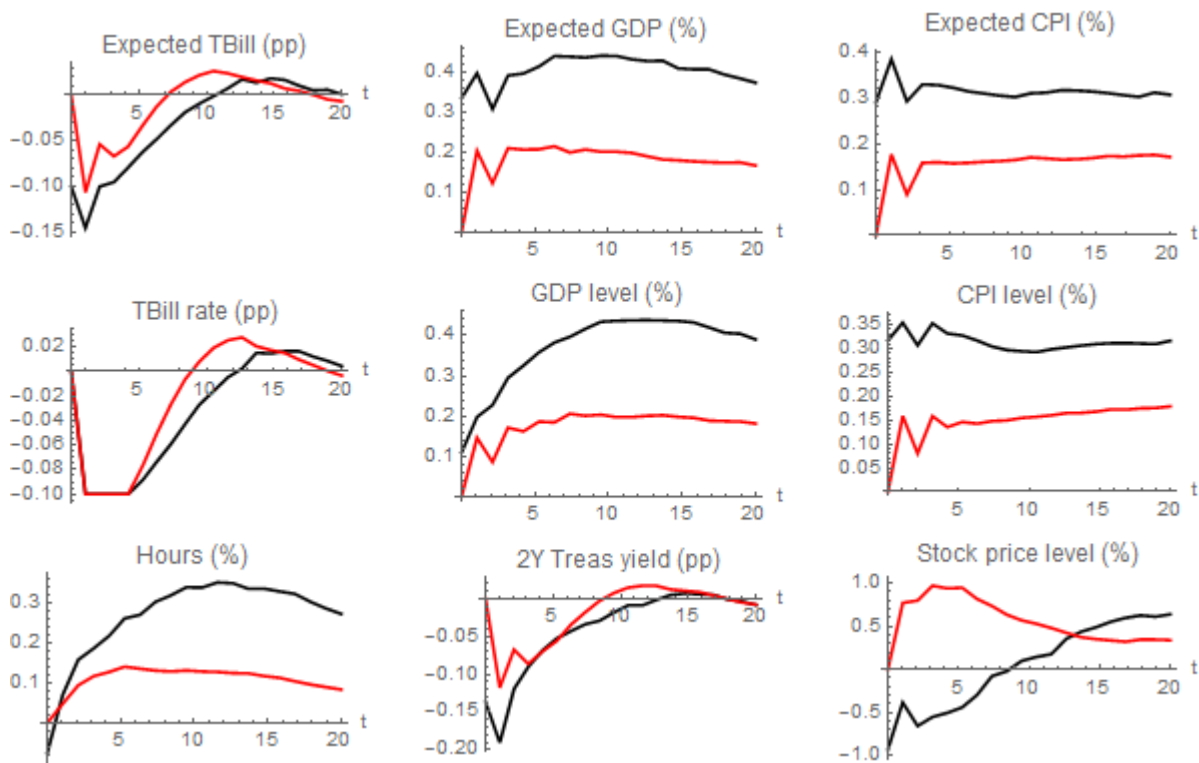 Expected TBill (pp)
t
5 10 15 20
-0.05
-0.10
-0.15
Expected GDP (%)
0.4
0.3
0.2
0.1
t
5 10 15 20
Expected CPI (%)
0.4
0.3
0.2
0.1
t
5 10 15 20
TBill rate (pp)
0.02
t
5 10 15 20
-0.02
-0.04
-0.06
-0.08
-0.10
GDP level (%)
0.4
0.3
0.2
0.1
t
5 10 15 20
CPI level (%)
0.35
0.30
0.25
0.20
0.15
0.10
0.05
t
5 10 15 20
Hours (%)
0.3
0.2
0.1
t
5 10 15 20
2Y Treas yield (pp)
t
5 10 15 20
-0.05
-0.10
-0.15
-0.20
Stock price level (%)
1.0
0.5
t
5 10 15 20
-0.5
-1.0